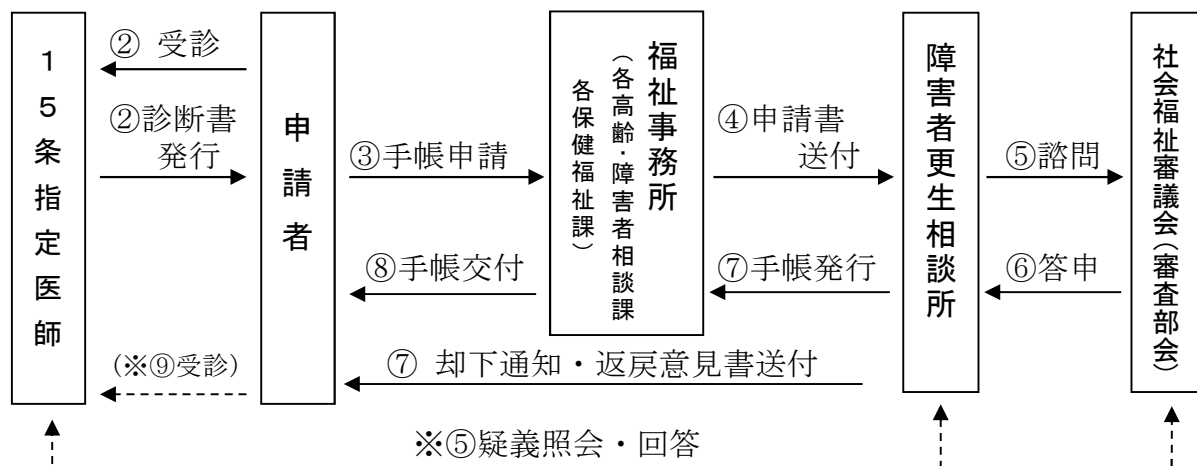 15条指定医師
② 受診
②診断書
発行
(※⑨受診)
申請者
③手帳申請
⑧手帳交付
福祉事務所
(各高齢・障害者相談課
各保健福祉課)
④申請書
送付
⑦手帳発行
⑦ 却下通知・返戻意見書送付
障害者更生相談所
⑤諮問
⑥答申
社会福祉審議会(審査部会)
※⑤疑義照会・回答